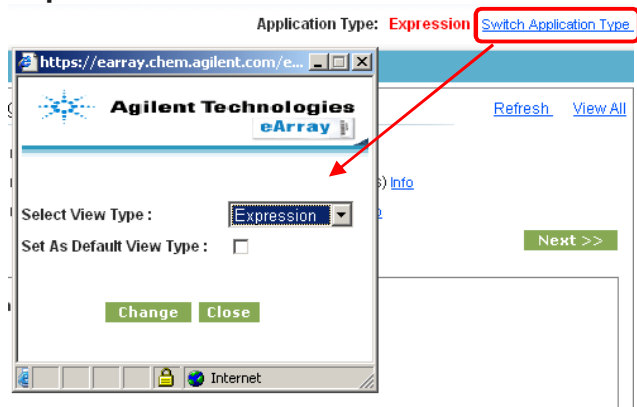 Application Type: Expression Switch Application Type
https://earray.chem.agilent.com/e...
Agilent Technologies
eArray
Refresh View All
s) Info
Select View Type : Expression
Set As Default View Type :
Next >>
Change Close
Internet